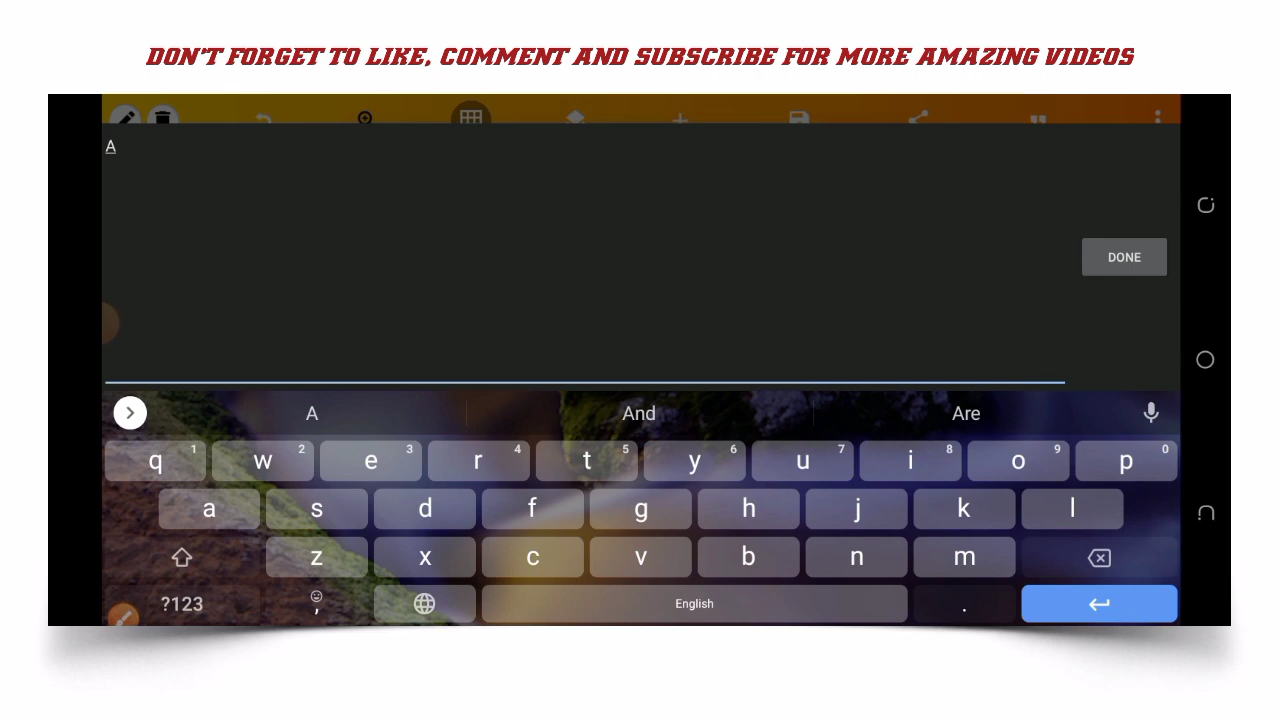 DON'T FORGET TO LIKE, COMMENT AND SUBSCRIBE FOR MORE AMAZING VIDEOS
A
DONE
A And Are
q 1 w 2 e 3 r 4 t 5 y 6 u 7 i 8 o 9 p 0
a s d f g h j k l
z x c v b n m
?123 , English .